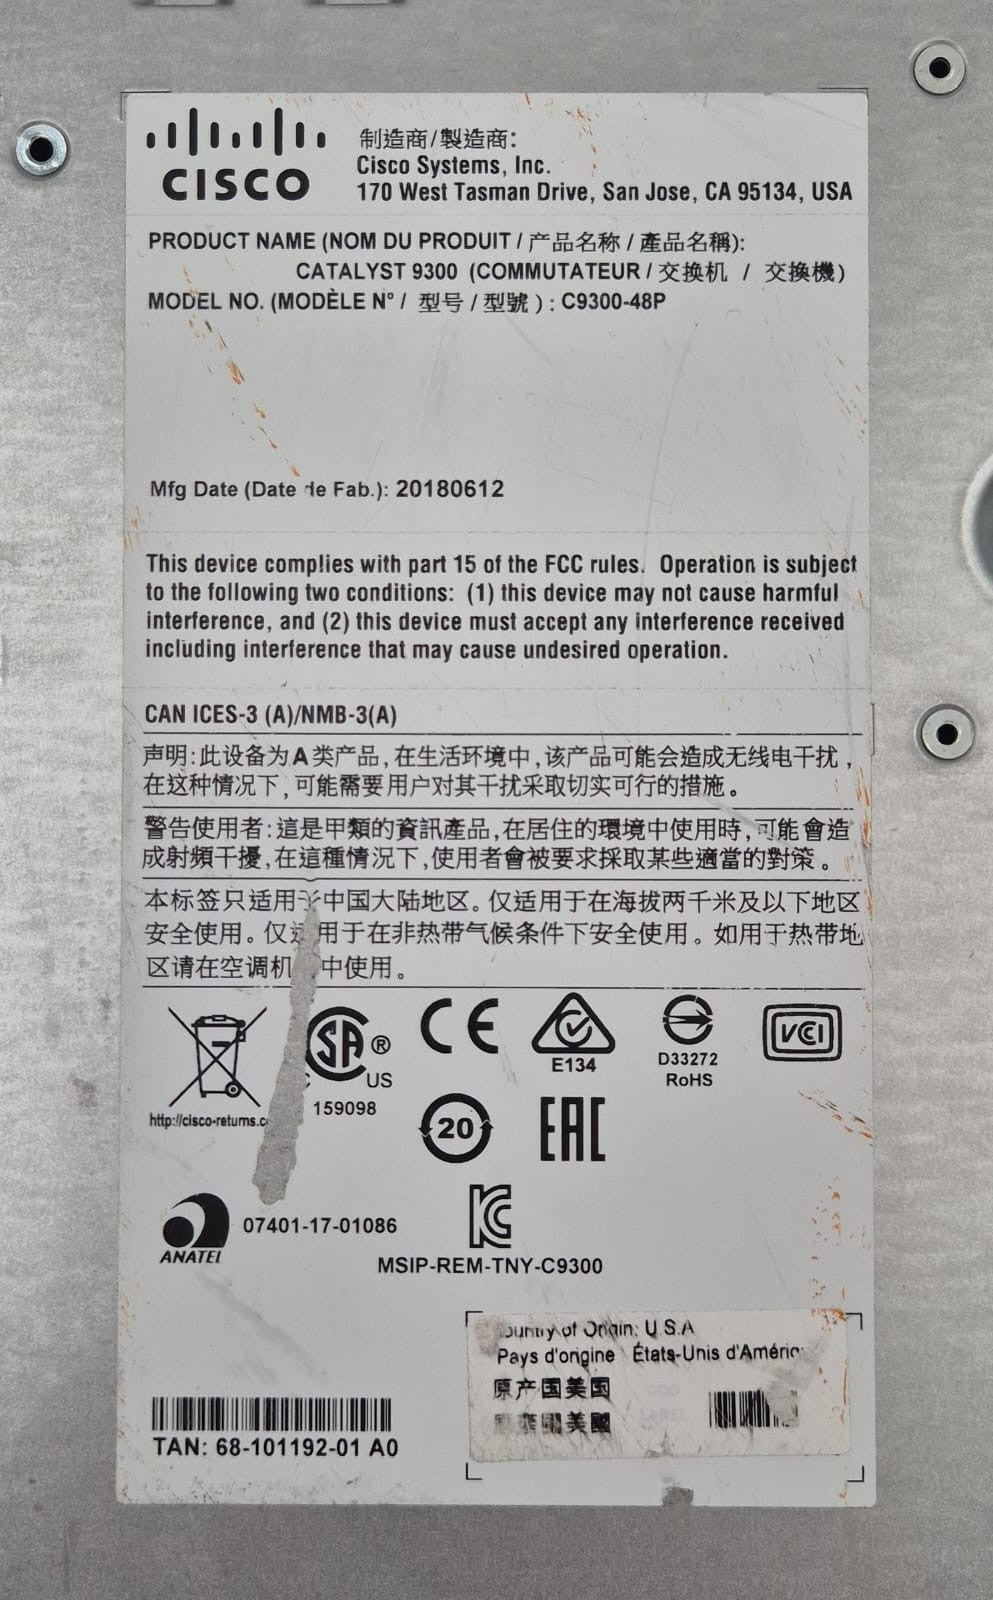 CISCO
制造商/製造商:
Cisco Systems, Inc.
170 West Tasman Drive, San Jose, CA 95134, USA
PRODUCT NAME (NOM DU PRODUIT / 产品名称 / 產品名稱):
CATALYST 9300 (COMMUTATEUR / 交换机 / 交換機)
MODEL NO. (MODÈLE N° / 型号 / 型號 ) : C9300-48P
Mfg Date (Date de Fab.): 20180612
This device complies with part 15 of the FCC rules. Operation is subject
to the following two conditions: (1) this device may not cause harmful
interference, and (2) this device must accept any interference received
including interference that may cause undesired operation.
CAN ICES-3 (A)/NMB-3(A)
声明:此设备为A类产品,在生活环境中,该产品可能会造成无线电干扰,
在这种情况下,可能需要用户对其干扰采取切实可行的措施。
警告使用者:這是甲類的資訊產品,在居住的環境中使用時,可能會造
成射頻干擾,在這種情況下,使用者會被要求採取某些適當的對策。
本标签只适用于中国大陆地区。仅适用于在海拔两千米及以下地区
安全使用。仅适用于在非热带气候条件下安全使用。如用于热带地
区请在空调机 中使用。
http://cisco-returns.c
SA ®
US
159098
CE
E134
D33272
RoHS
VCI
20
EAC
ANATEL
07401-17-01086
KC
MSIP-REM-TNY-C9300
Country of Origin: U.S.A
Pays d'origine États-Unis d'Amériq
原产国美国
美國
TAN: 68-101192-01 A0